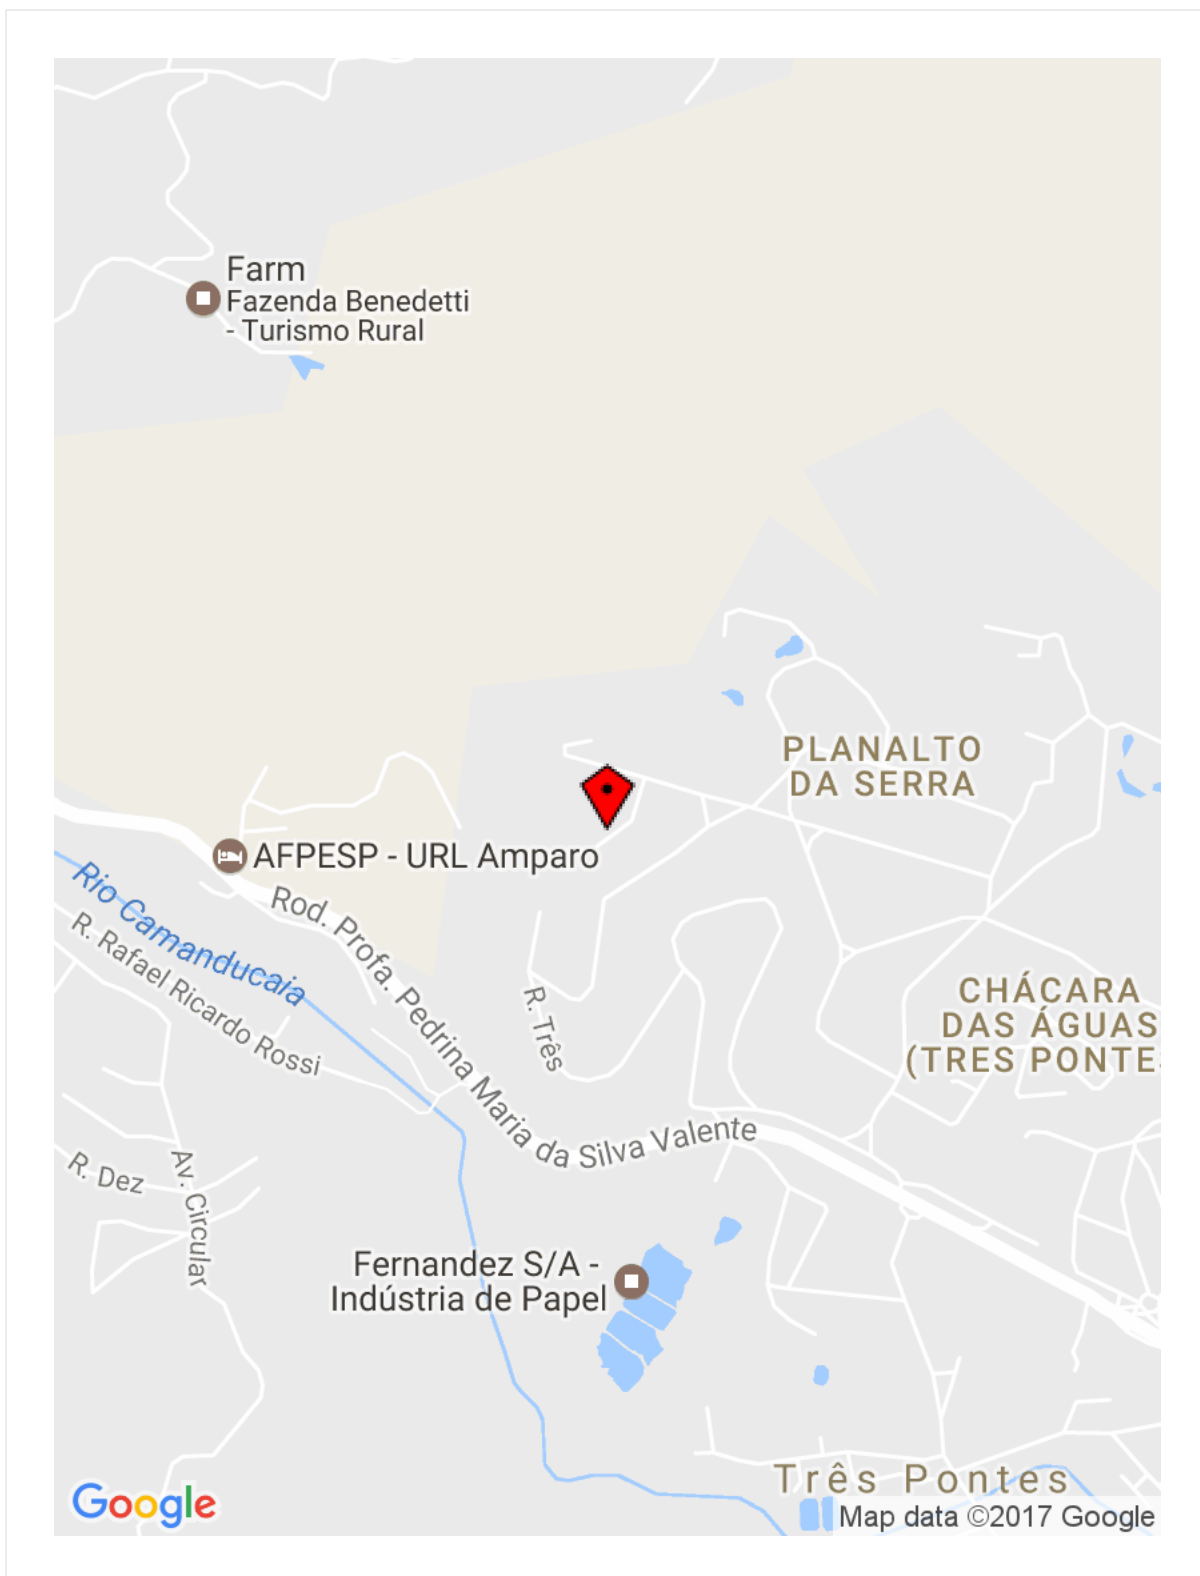 Farm
Fazenda Benedetti
- Turismo Rural
PLANALTO
DA SERRA
AFPESP - URL Amparo
Rio Camanducaia
R. Rafael Ricardo Rossi
Rod. Profa. Pedrina Maria da Silva Valente
R. Três
CHÁCARA
DAS ÁGUAS
(TRES PONTES
R. Dez
Av. Circular
Fernandez S/A -
Indústria de Papel
Três Pontes
Google
Map data ©2017 Google